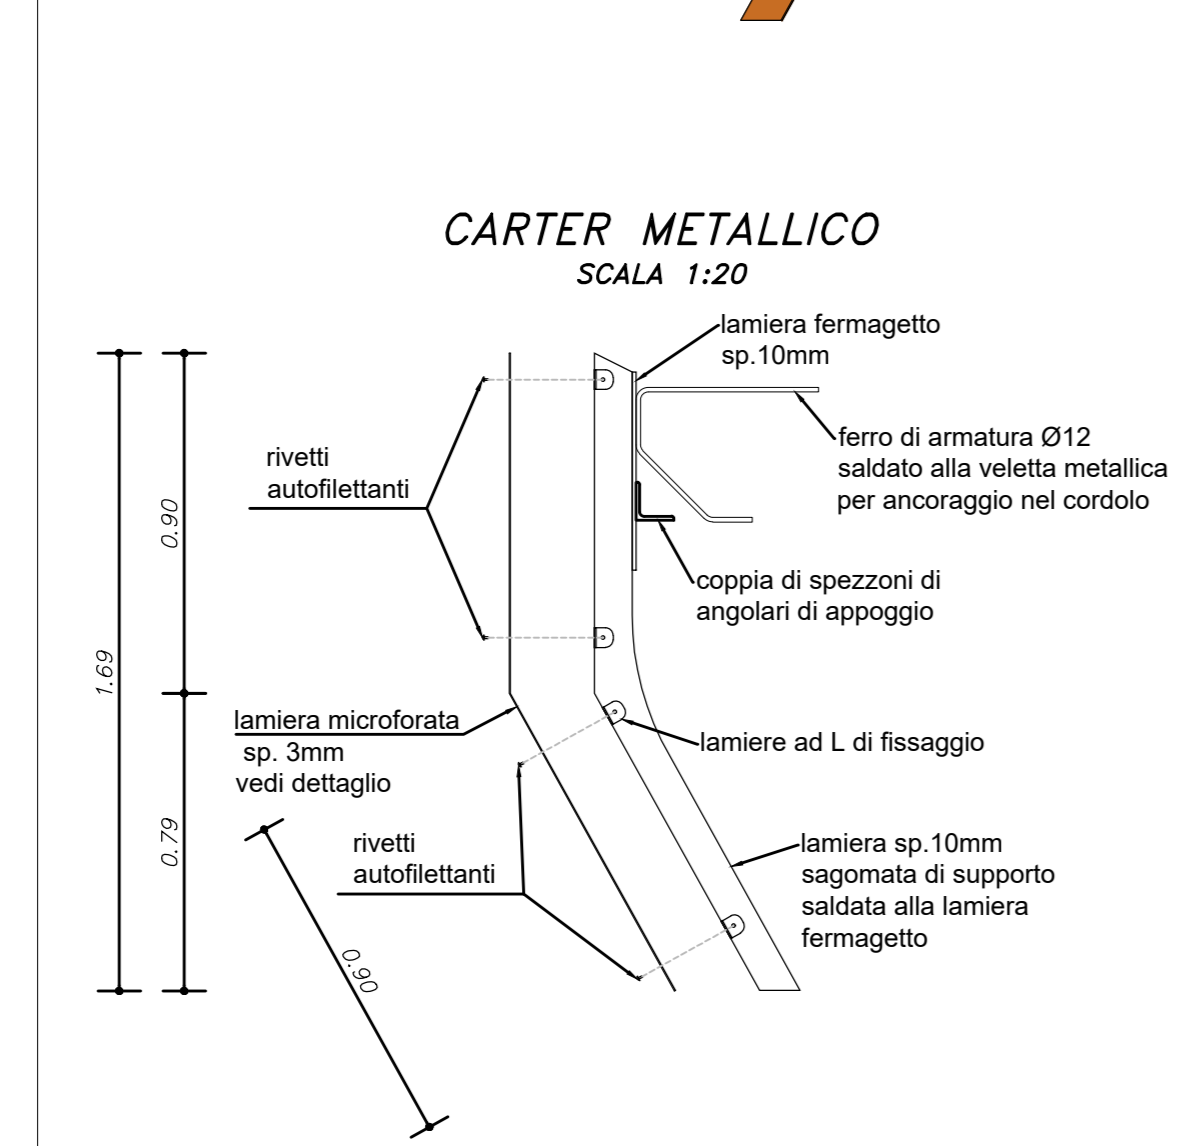 CARTER METALLICO
SCALA 1:20
lamiera fermagetto
sp.10mm
ferro di armatura Ø12
saldato alla veletta metallica
per ancoraggio nel cordolo
rivetti
autofilettanti
0.90
coppia di spezzoni di
angolari di appoggio
1.69
lamiera microforata
sp. 3mm
vedi dettaglio
lamiere ad L di fissaggio
0.79
rivetti
autofilettanti
lamiera sp.10mm
sagomata di supporto
saldata alla lamiera
fermagetto
0.90